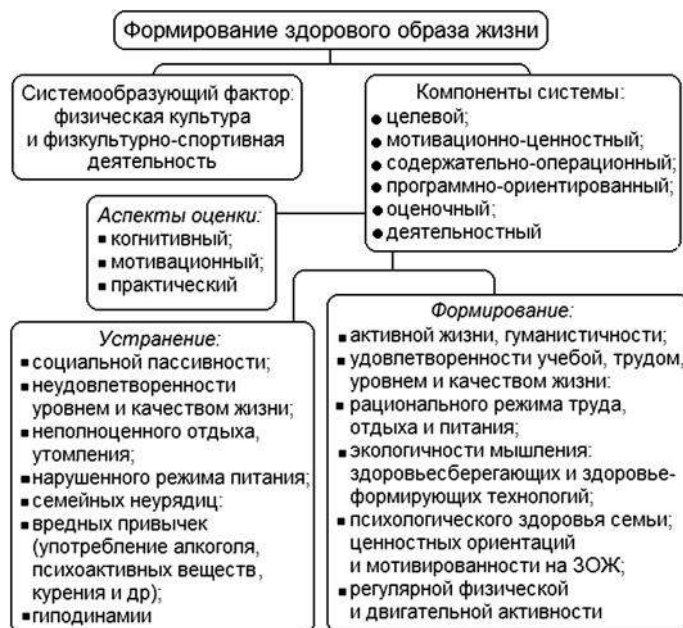 Формирование здорового образа жизни
Системообразующий фактор:
физическая культура
и физкультурно-спортивная
деятельность
Компоненты системы:
● целевой;
● мотивационно-ценностный;
● содержательно-операционный;
● программно-ориентированный;
● оценочный;
● деятельностный
Аспекты оценки:
▪ когнитивный;
▪ мотивационный;
▪ практический
Устранение:
▪ социальной пассивности;
▪ неудовлетворенности
уровнем и качеством жизни;
▪ неполноценного отдыха,
утомления;
▪ нарушенного режима питания;
▪ семейных неурядиц:
▪ вредных привычек
(употребление алкоголя,
психоактивных веществ,
курения и др);
▪ гиподинамии
Формирование:
▪ активной жизни, гуманистичности;
▪ удовлетворенности учебой, трудом,
уровнем и качеством жизни:
▪ рационального режима труда,
отдыха и питания;
▪ экологичности мышления:
здоровьесберегающих и здоровье-
формирующих технологий;
▪ психологического здоровья семьи;
ценностных ориентаций
и мотивированности на ЗОЖ;
▪ регулярной физической
и двигательной активности